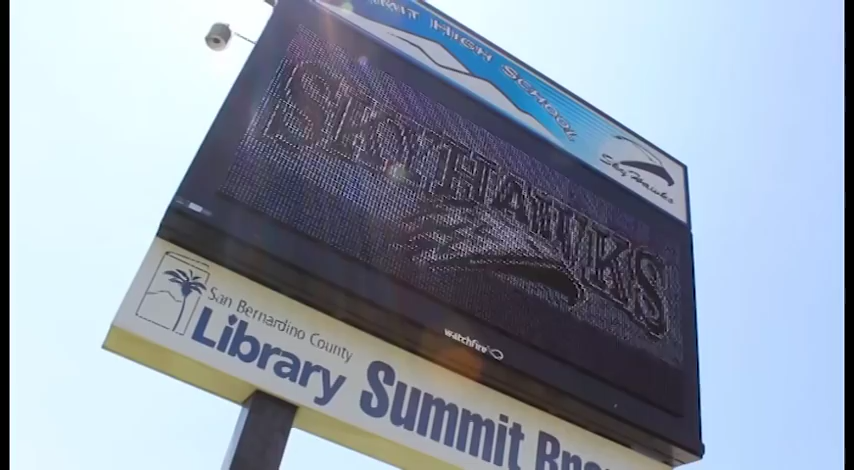 HIGH SCHOOL
SkyHawks
SKYHAWKS
watchfire
San Bernardino County
Library
Summit